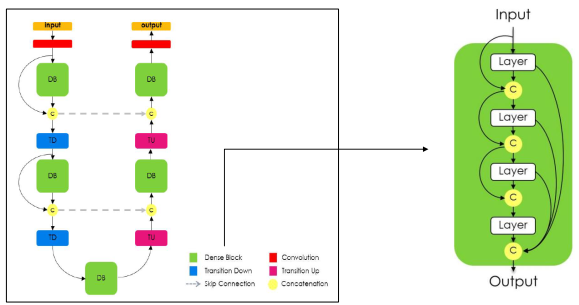 input
output
DB
DB
C
C
TD
TU
DB
DB
C
C
TD
TU
DB
Dense Block
Convolution
Transition Down
Transition Up
Skip Connection
Concatenation
Input
Layer
C
Layer
C
Layer
C
Layer
C
Output